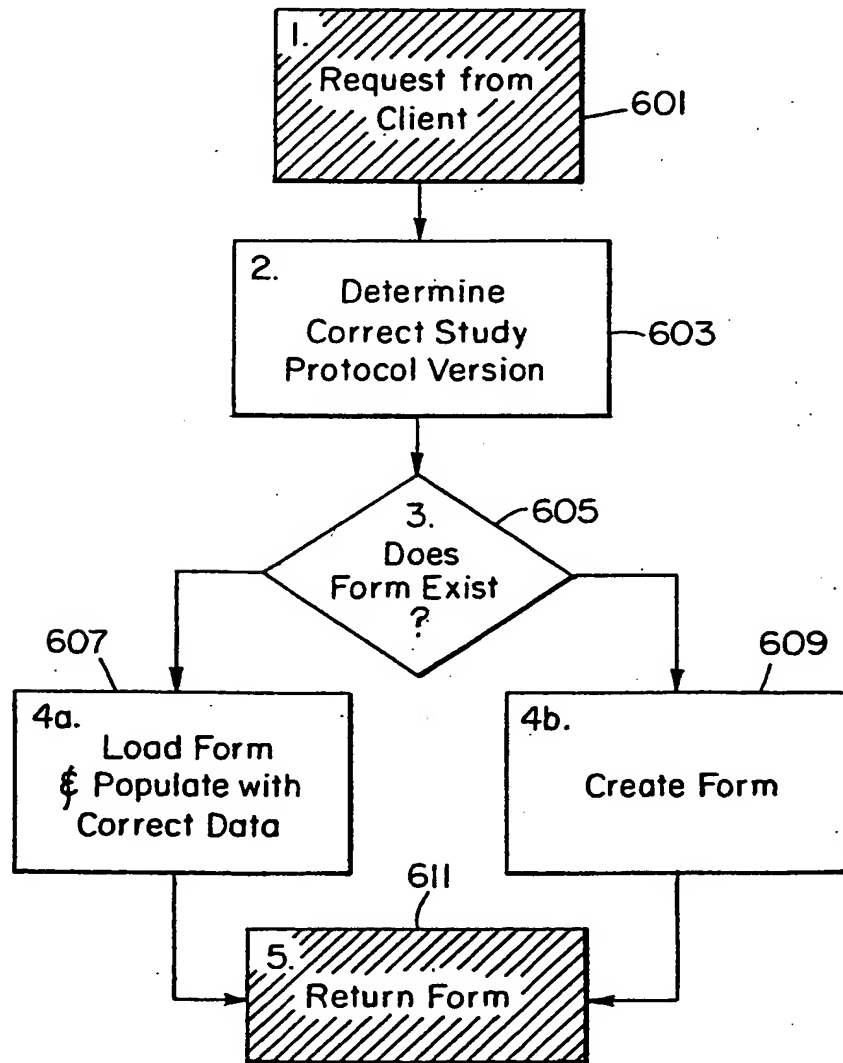 1.
Request from
Client
601
2.
Determine
Correct Study
Protocol Version
603
3.
Does
Form Exist
?
605
607
4a.
Load Form
& Populate with
Correct Data
609
4b.
Create Form
611
5.
Return Form